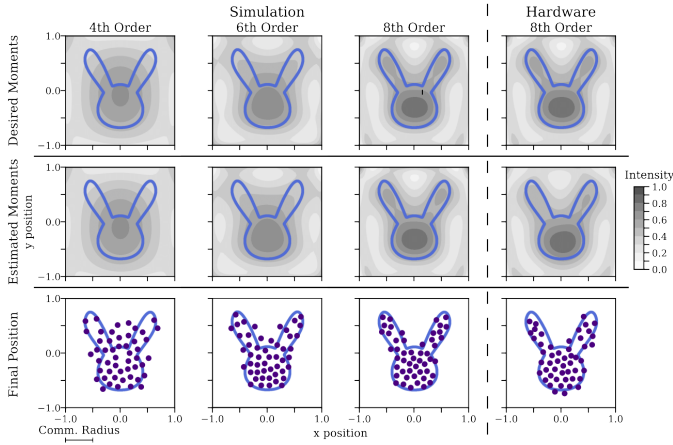 Simulation
Hardware
4th Order
6th Order
8th Order
8th Order
Desired Moments
1.0
0.0
−1.0
Estimated Moments
y position
1.0
0.0
−1.0
Intensity
1.0
0.8
0.6
0.4
0.2
0.0
Final Position
1.0
0.0
−1.0
−1.0 0.0 1.0
−1.0 0.0 1.0
−1.0 0.0 1.0
−1.0 0.0 1.0
Comm. Radius
x position